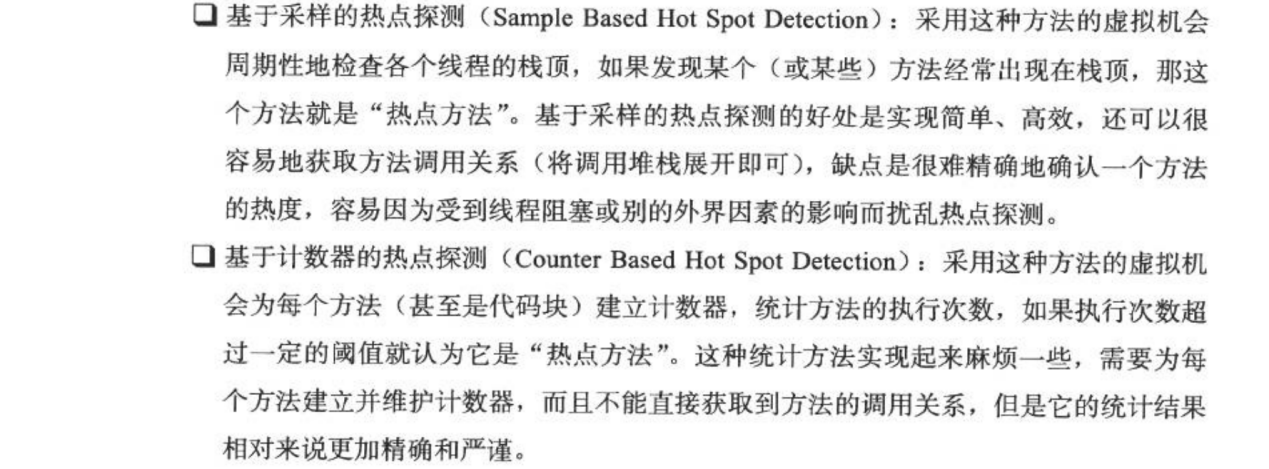 ❑ 基于采样的热点探测（Sample Based Hot Spot Detection）：采用这种方法的虚拟机会
周期性地检查各个线程的栈顶，如果发现某个（或某些）方法经常出现在栈顶，那这
个方法就是“热点方法”。基于采样的热点探测的好处是实现简单、高效，还可以很
容易地获取方法调用关系（将调用堆栈展开即可），缺点是很难精确地确认一个方法
的热度，容易因为受到线程阻塞或别的外界因素的影响而扰乱热点探测。
❑ 基于计数器的热点探测（Counter Based Hot Spot Detection）：采用这种方法的虚拟机
会为每个方法（甚至是代码块）建立计数器，统计方法的执行次数，如果执行次数超
过一定的阈值就认为它是“热点方法”。这种统计方法实现起来麻烦一些，需要为每
个方法建立并维护计数器，而且不能直接获取到方法的调用关系，但是它的统计结果
相对来说更加精确和严谨。